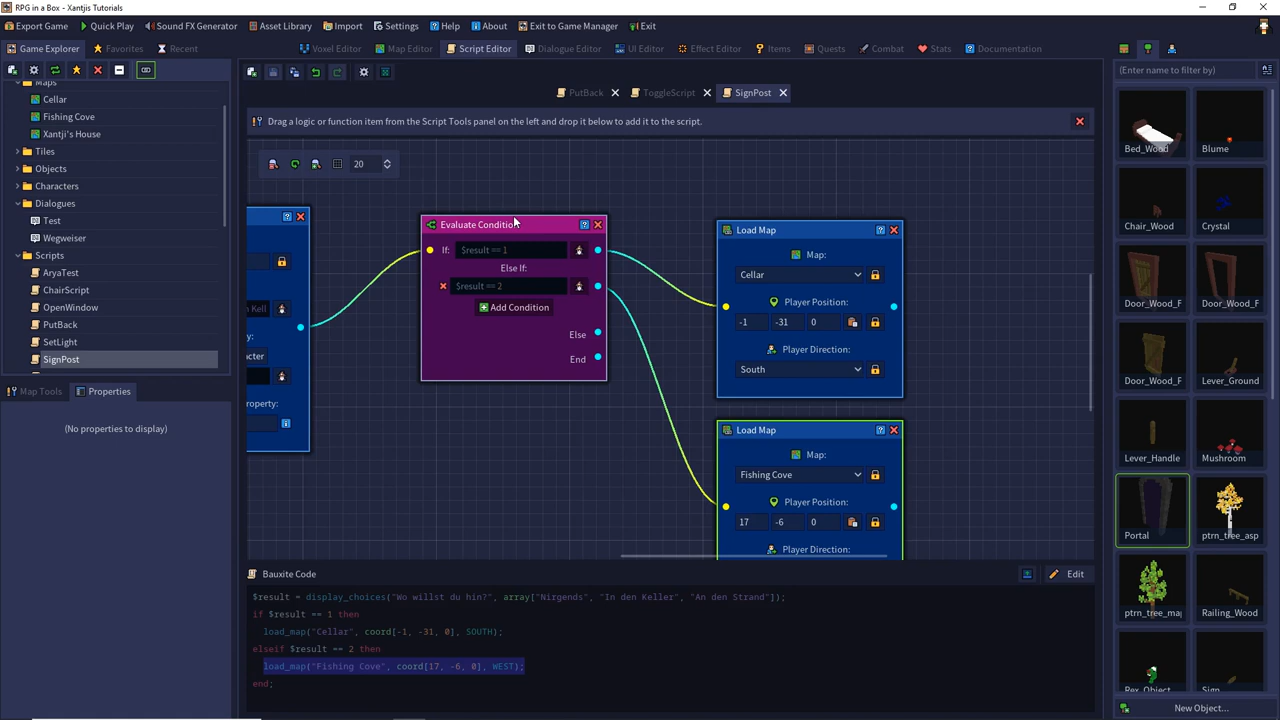 RPG in a Box - Xantjis Tutorials
Export Game Quick Play Sound FX Generator Asset Library Import Settings Help About Exit to Game Manager Exit
Game Explorer Favorites Recent
Voxel Editor Map Editor Script Editor Dialogue Editor UI Editor Effect Editor Items Quests Combat Stats Documentation
(Enter name to filter by)
Maps
Cellar
Fishing Cove
Xantji's House
Tiles
Objects
Characters
Dialogues
Test
Wegweiser
Scripts
AryaTest
ChairScript
OpenWindow
PutBack
SetLight
SignPost
Map Tools Properties
(No properties to display)
PutBack ToggleScript SignPost
Drag a logic or function item from the Script Tools panel on the left and drop it below to add it to the script.
20
Evaluate Condition
If: $result == 1
Else If:
$result == 2
Add Condition
Else
End
Load Map
Map:
Cellar
Player Position:
-1 -31 0
Player Direction:
South
Load Map
Map:
Fishing Cove
Player Position:
17 -6 0
Player Direction:
Bauxite Code
Edit
$result = display_choices("Wo willst du hin?", array["Nirgends", "In den Keller", "An den Strand"]);
if $result == 1 then
load_map("Cellar", coord[-1, -31, 0], SOUTH);
elseif $result == 2 then
load_map("Fishing Cove", coord[17, -6, 0], WEST);
end;
Bed_Wood Blume
Chair_Wood Crystal
Door_Wood_F Door_Wood_F
Door_Wood_F Lever_Ground
Lever_Handle Mushroom
Portal ptrn_tree_asp
ptrn_tree_ma Railing_Wood
Rex_Object Sign
New Object...